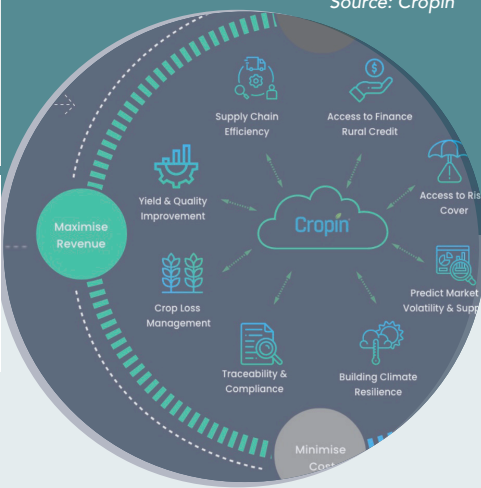 Source: Cropin
Supply Chain
Efficiency
Access to Finance
Rural Credit
Yield & Quality
Improvement
Access to Ris
Cover
Maximise
Revenue
Cropin
Crop Loss
Management
Predict Market
Volatility & Supp
Traceability &
Compliance
Building Climate
Resilience
Minimise
Cost